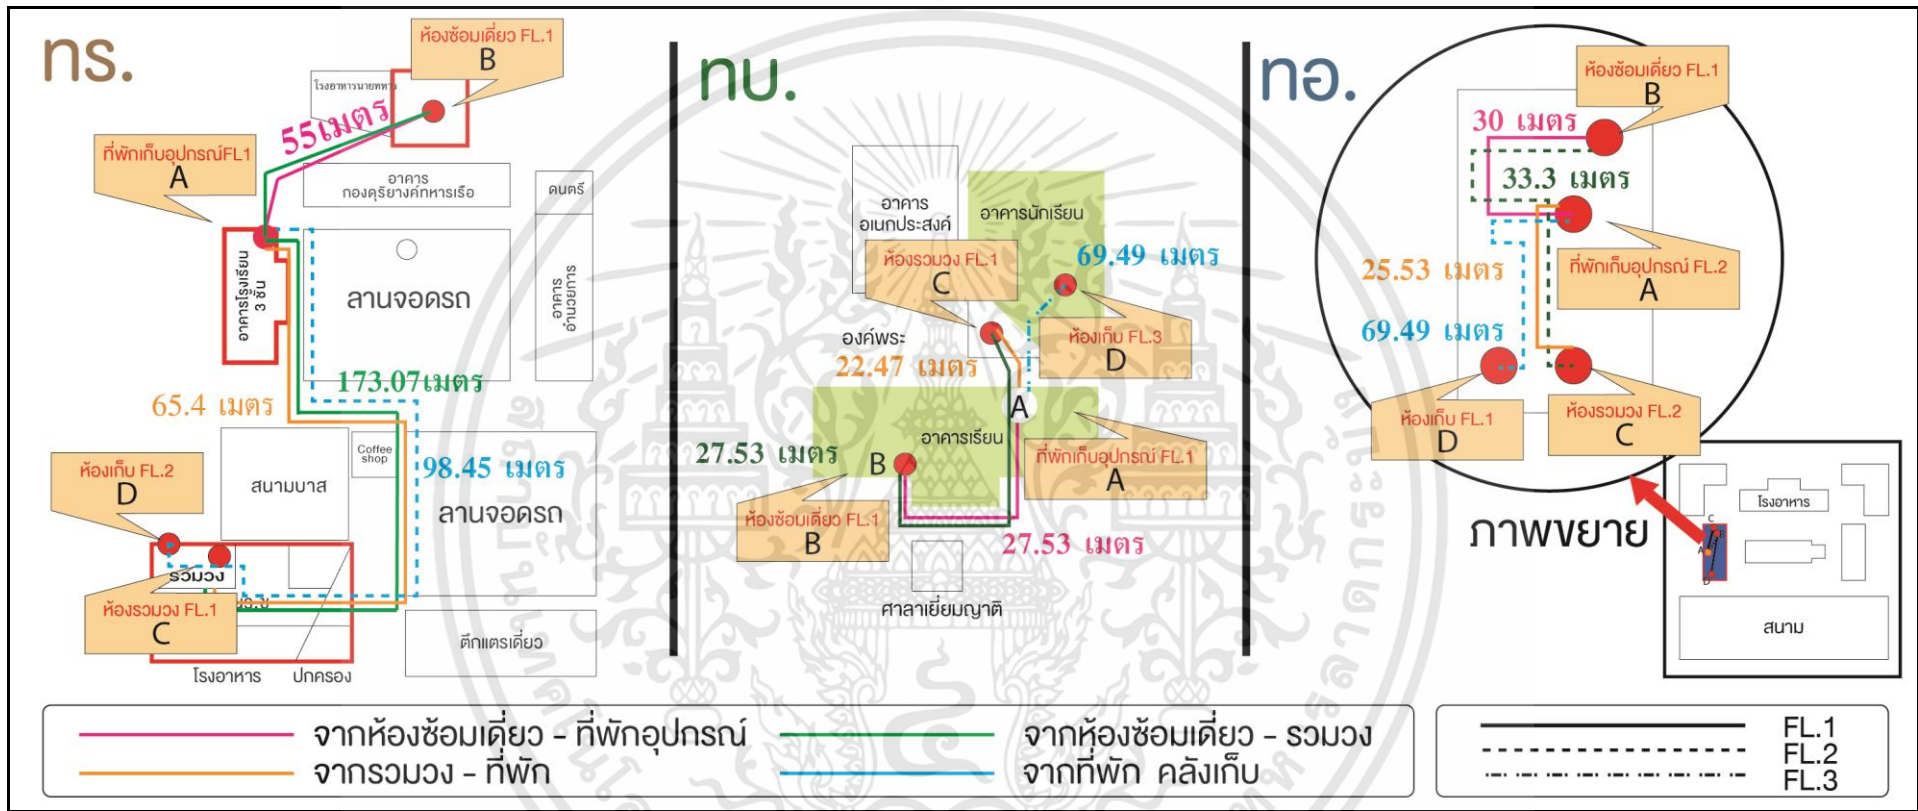 ทร.
ห้องซ้อมเดี่ยว FL.1
B
โรงอาหารนายทหาร
55เมตร
ที่พักเก็บอุปกรณ์FL1
A
อาคาร
กองดุริยางค์ทหารเรือ
ดนตรี
อาคารโรงเรียน
3 ชั้น
ลานจอดรถ
อาคาร
อำนวยการ
173.07เมตร
65.4 เมตร
Coffee
shop
ห้องเก็บ FL.2
D
สนามบาส
98.45 เมตร
ลานจอดรถ
รวมวง
ห้องรวมวง FL.1
C
ตึกแตรเดี่ยว
โรงอาหาร
ปกครอง
ทบ.
อาคาร
อเนกประสงค์
อาคารนักเรียน
ห้องรวมวง FL.1
C
69.49 เมตร
องค์พระ
22.47 เมตร
ห้องเก็บ FL.3
D
A
อาคารเรียน
27.53 เมตร
B
ที่พักเก็บอุปกรณ์ FL.1
A
ห้องซ้อมเดี่ยว FL.1
B
27.53 เมตร
ศาลาเยี่ยมญาติ
ทอ.
ห้องซ้อมเดี่ยว FL.1
B
30 เมตร
33.3 เมตร
25.53 เมตร
ที่พักเก็บอุปกรณ์ FL.2
A
69.49 เมตร
ห้องเก็บ FL.1
D
ห้องรวมวง FL.2
C
ภาพขยาย
โรงอาหาร
C
B
A
D
สนาม
จากห้องซ้อมเดี่ยว - ที่พักอุปกรณ์
จากห้องซ้อมเดี่ยว - รวมวง
จากรวมวง - ที่พัก
จากที่พัก คลังเก็บ
FL.1
FL.2
FL.3